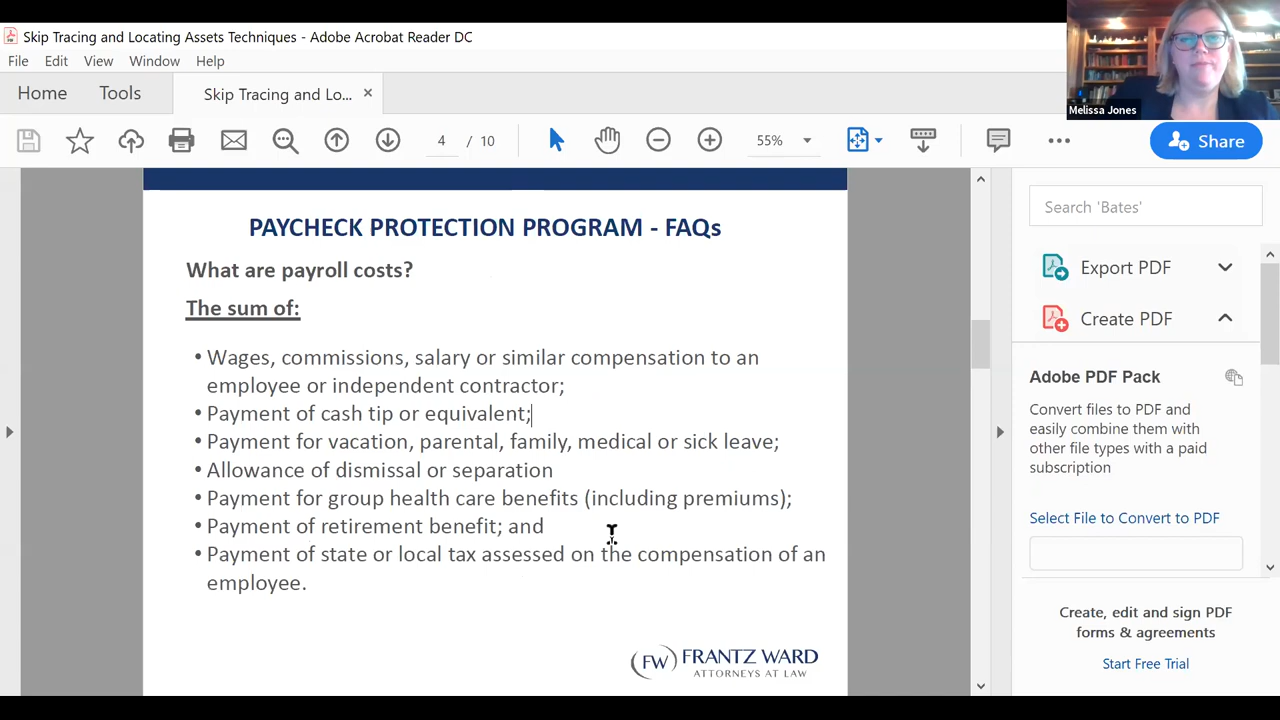 Skip Tracing and Locating Assets Techniques - Adobe Acrobat Reader DC
File Edit View Window Help
Home Tools Skip Tracing and Lo... ×
4 / 10 55% Share
Melissa Jones
PAYCHECK PROTECTION PROGRAM - FAQs
What are payroll costs?
The sum of:
• Wages, commissions, salary or similar compensation to an
employee or independent contractor;
• Payment of cash tip or equivalent;
• Payment for vacation, parental, family, medical or sick leave;
• Allowance of dismissal or separation
• Payment for group health care benefits (including premiums);
• Payment of retirement benefit; and
• Payment of state or local tax assessed on the compensation of an
employee.
FW FRANTZ WARD
ATTORNEYS AT LAW
Search 'Bates'
Export PDF
Create PDF
Adobe PDF Pack
Convert files to PDF and
easily combine them with
other file types with a paid
subscription
Select File to Convert to PDF
Create, edit and sign PDF
forms & agreements
Start Free Trial